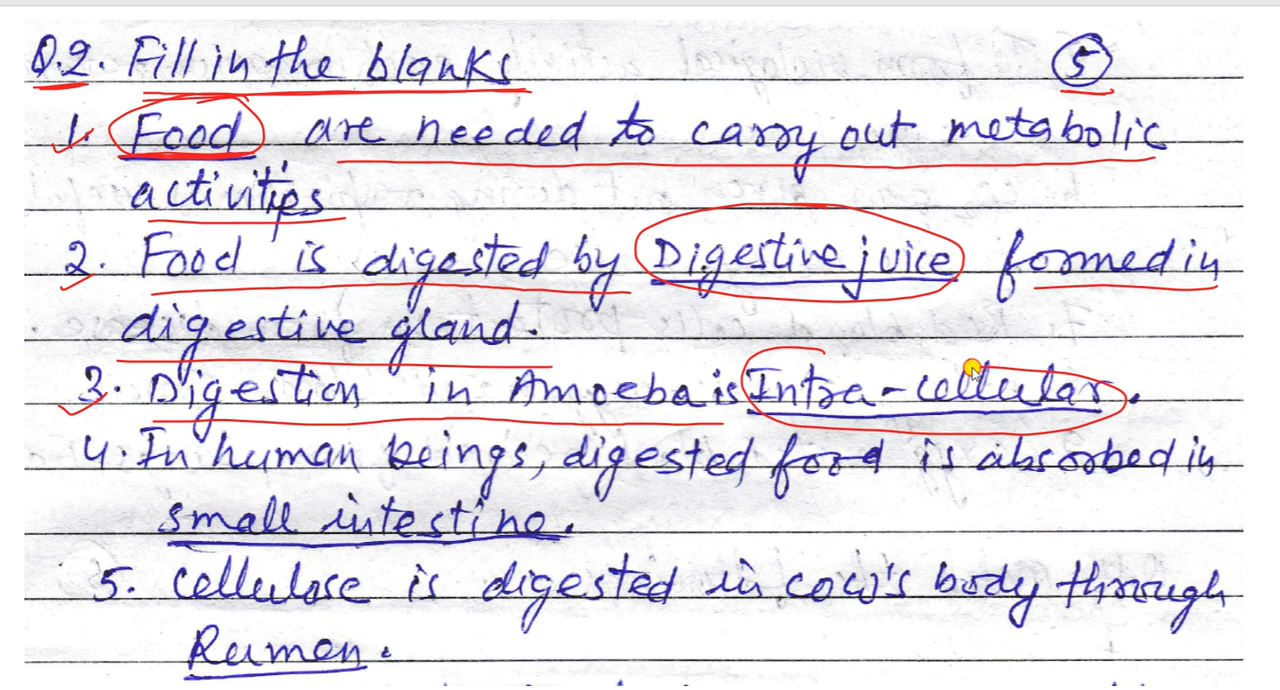 Q.2. Fill in the blanks 5
1. Food are needed to carry out metabolic
activities
2. Food is digested by Digestive juice formed in
digestive gland.
3. Digestion in Amoeba is Intra-cellular.
4. In human beings, digested food is absorbed in
small intestine.
5. cellulose is digested in cow's body through
Rumen.